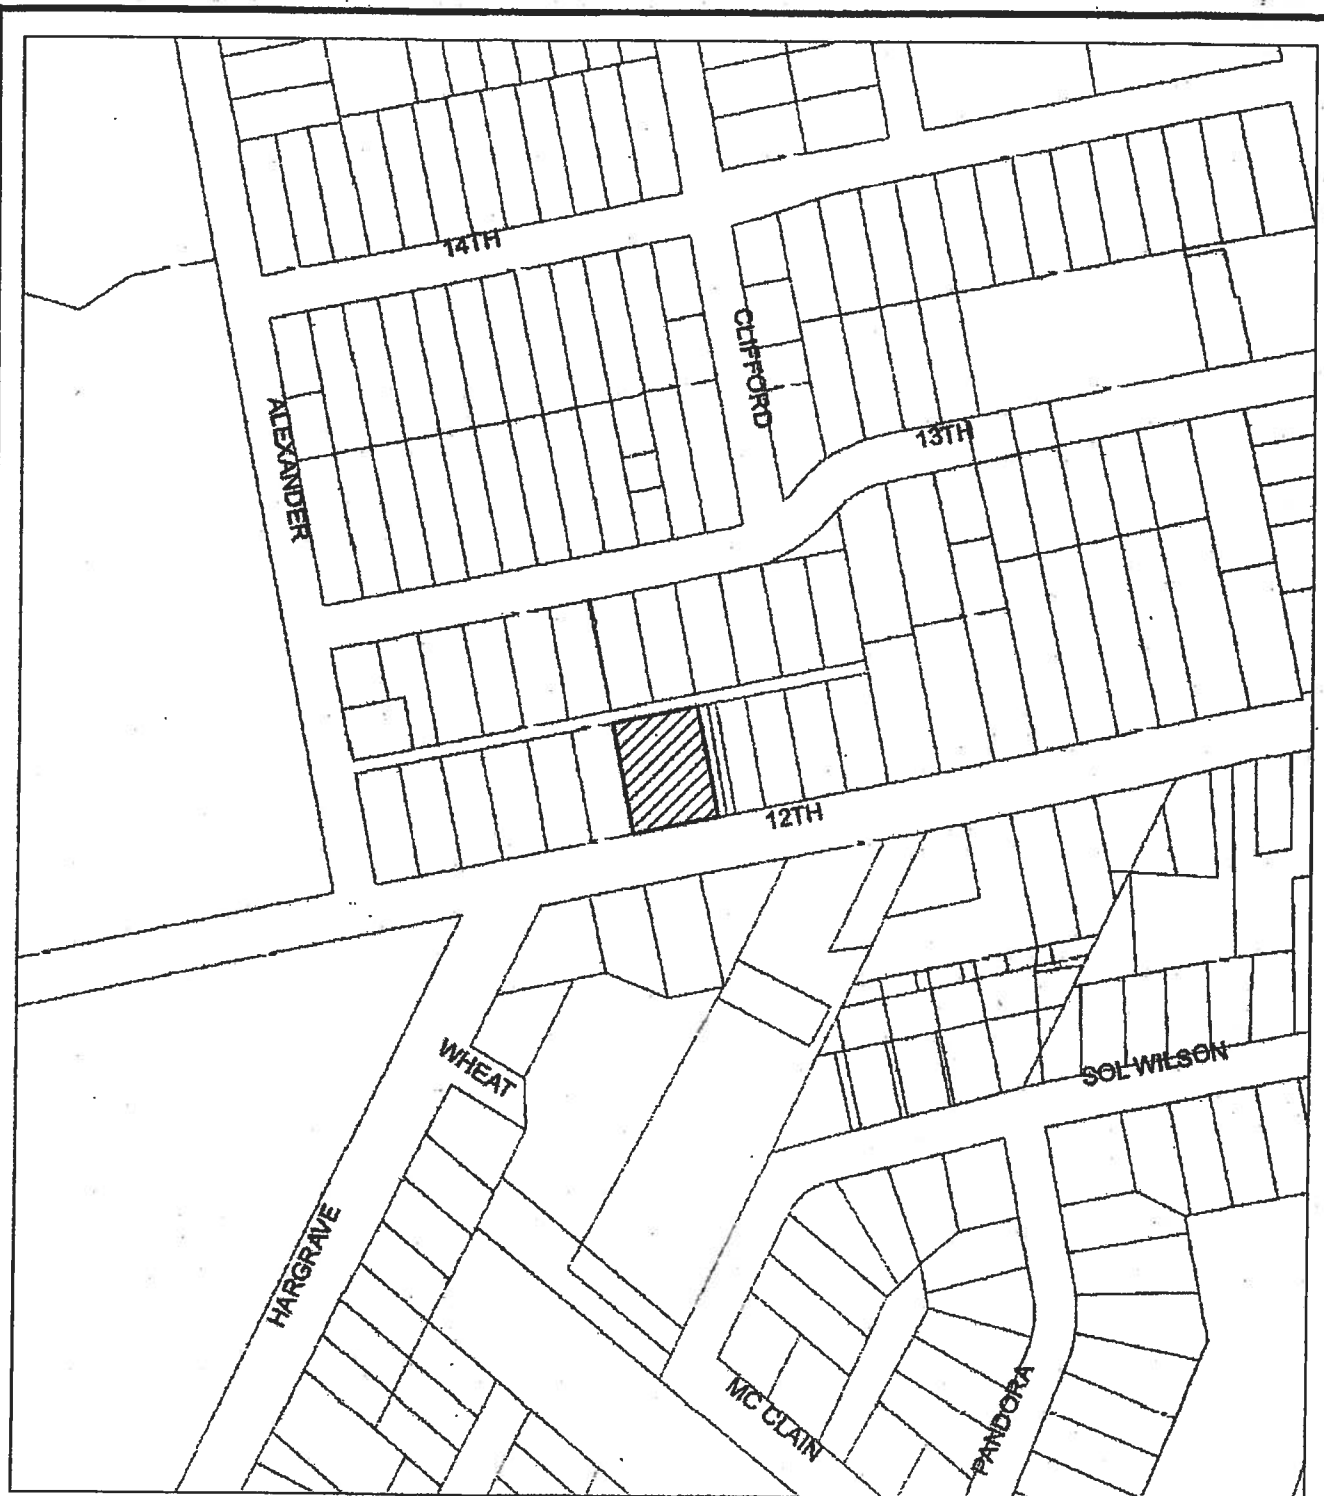 14TH
CLIFFORD
ALEXANDER
13TH
12TH
WHEAT
SOL WILSON
HARGRAVE
MC CLAIN
PANDORA